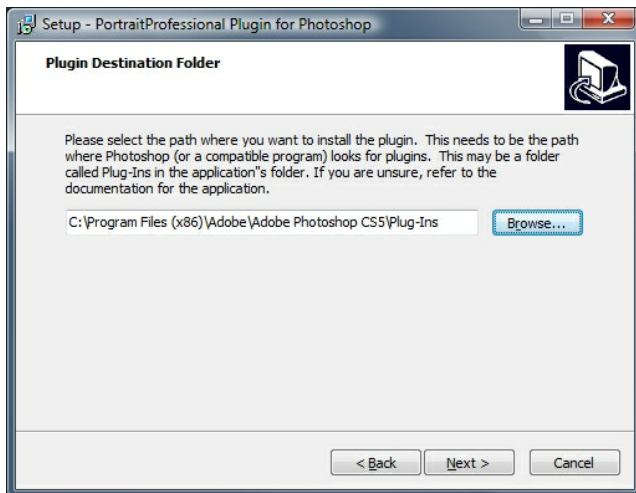 Setup - PortraitProfessional Plugin for Photoshop
Plugin Destination Folder
Please select the path where you want to install the plugin. This needs to be the path
where Photoshop (or a compatible program) looks for plugins. This may be a folder
called Plug-Ins in the application"s folder. If you are unsure, refer to the
documentation for the application.
C:\Program Files (x86)\Adobe\Adobe Photoshop CS5\Plug-Ins
Browse...
< Back
Next >
Cancel